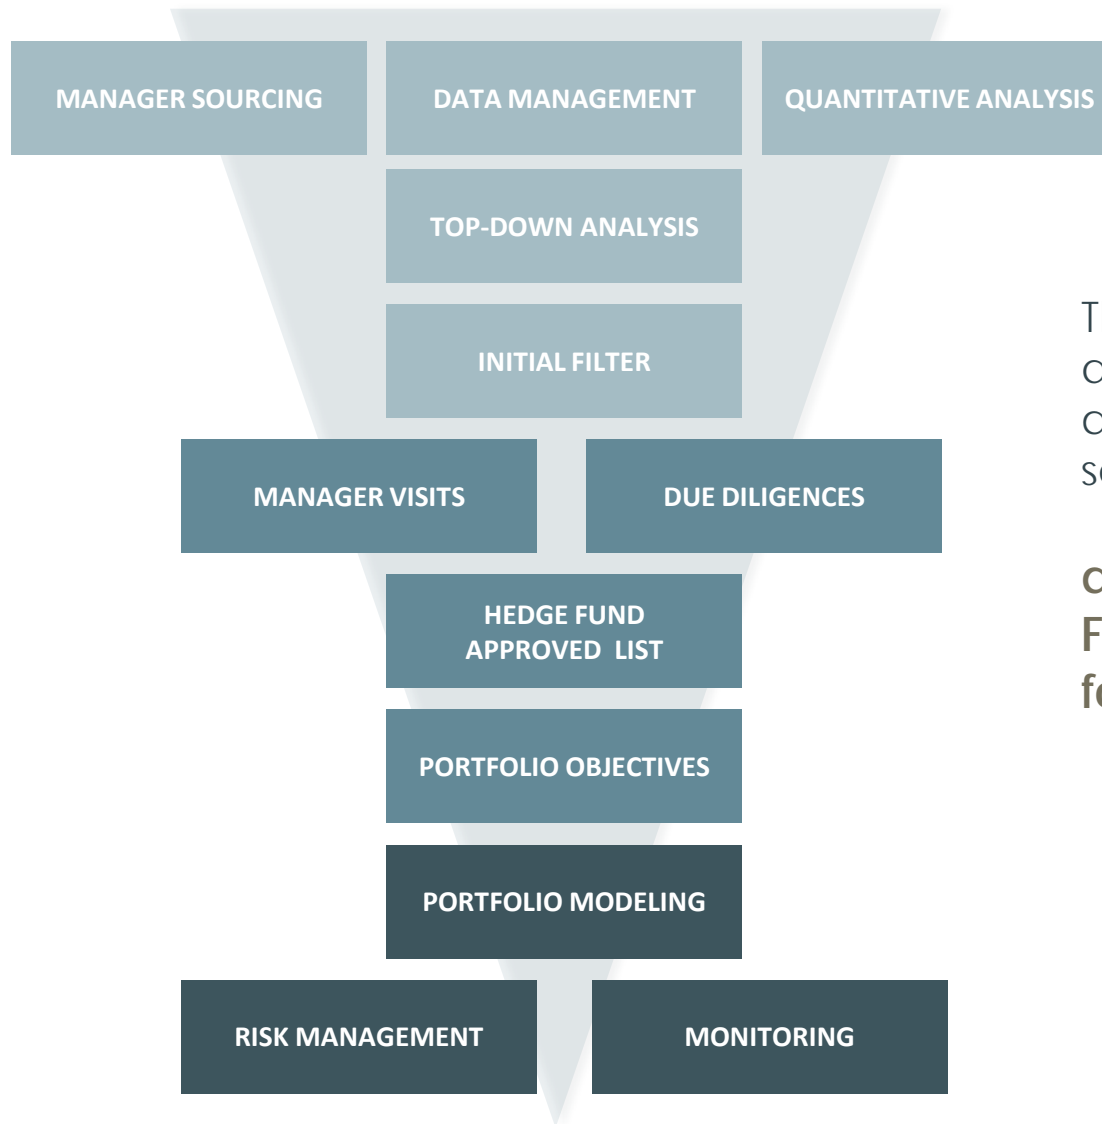 MANAGER SOURCING
DATA MANAGEMENT
QUANTITATIVE ANALYSIS
TOP-DOWN ANALYSIS
INITIAL FILTER
MANAGER VISITS
DUE DILIGENCES
HEDGE FUND
APPROVED LIST
PORTFOLIO OBJECTIVES
PORTFOLIO MODELING
RISK MANAGEMENT
MONITORING